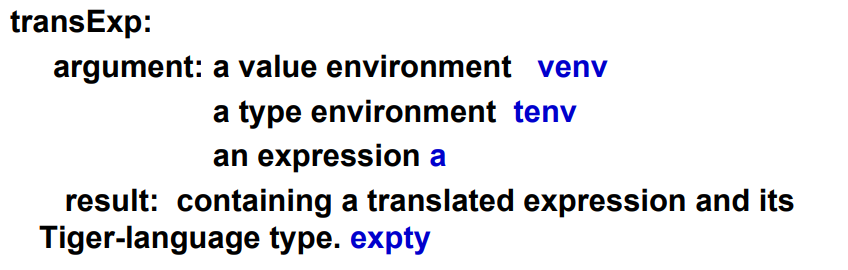 transExp:
argument: a value environment venv
a type environment tenv
an expression a
result: containing a translated expression and its
Tiger-language type. expty